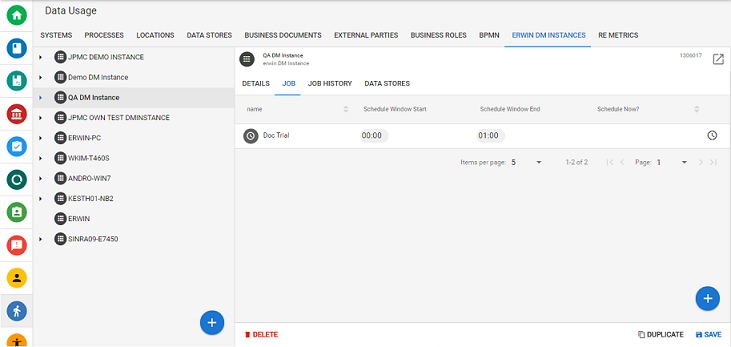 Data Usage
SYSTEMS PROCESSES LOCATIONS DATA STORES BUSINESS DOCUMENTS EXTERNAL PARTIES BUSINESS ROLES BPMN ERWIN DM INSTANCES RE METRICS
JPMC DEMO INSTANCE
Demo DM Instance
QA DM Instance
JPMC OWN TEST DMINSTANCE
ERWIN-PC
WKIM-T460S
ANDRO-WIN7
KESTH01-NB2
ERWIN
SINRA09-E7450
QA DM Instance
erwin DM Instance
1306017
DETAILS JOB JOB HISTORY DATA STORES
name Schedule Window Start Schedule Window End Schedule Now?
Doc Trial 00:00 01:00
Items per page: 5 1-2 of 2 Page: 1
DELETE DUPLICATE SAVE